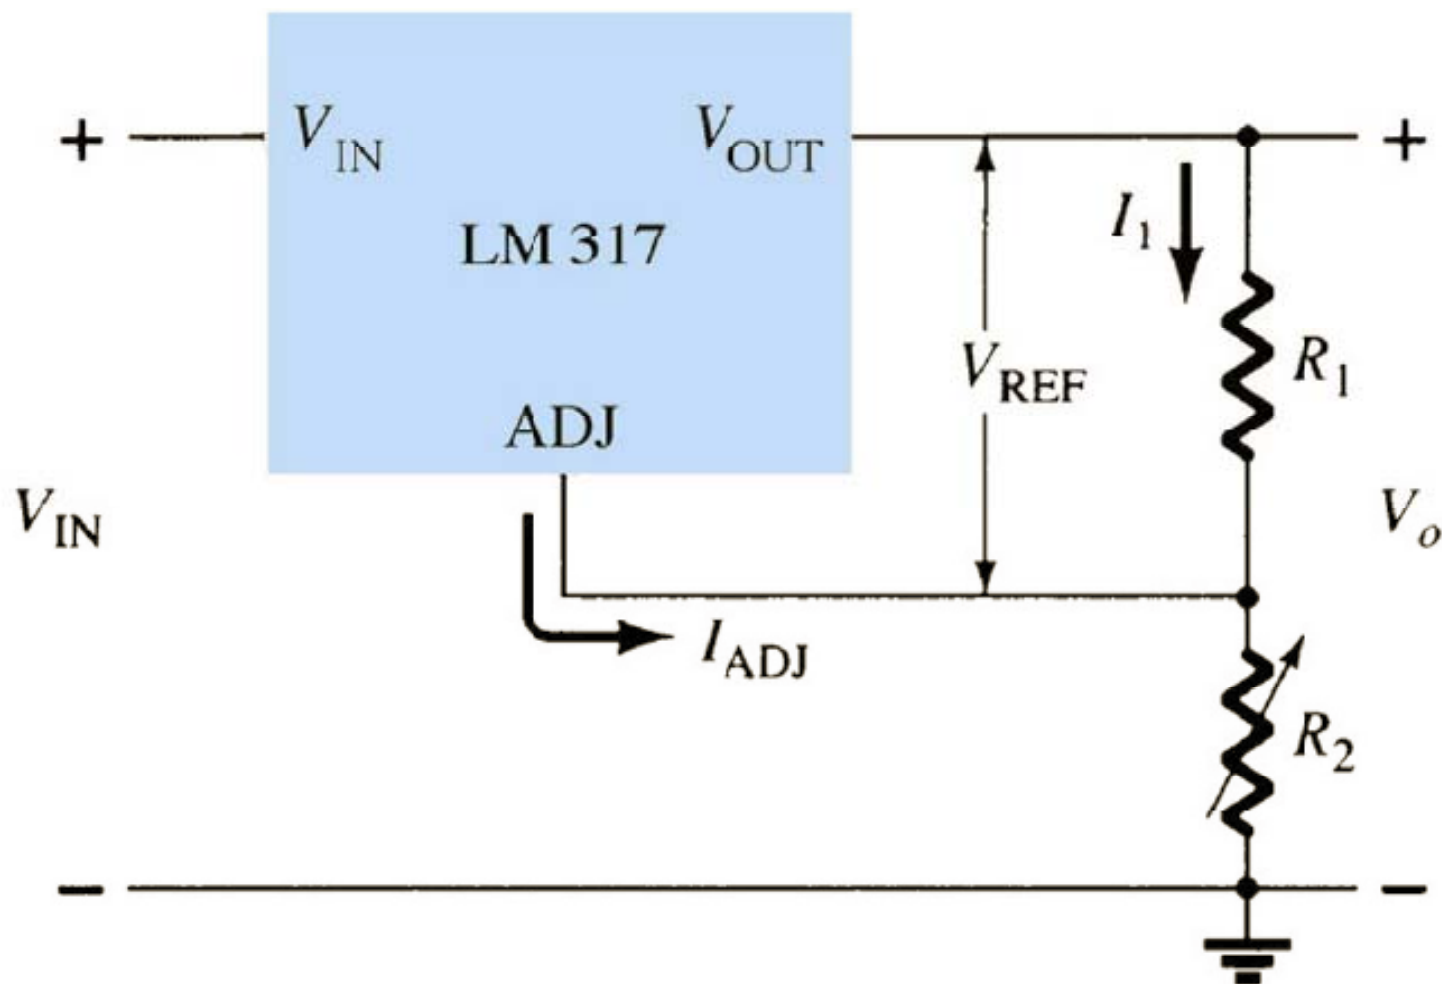 +
V_IN
V_OUT
+
LM 317
I_1
R_1
V_REF
ADJ
V_IN
V_o
I_ADJ
R_2
−
−